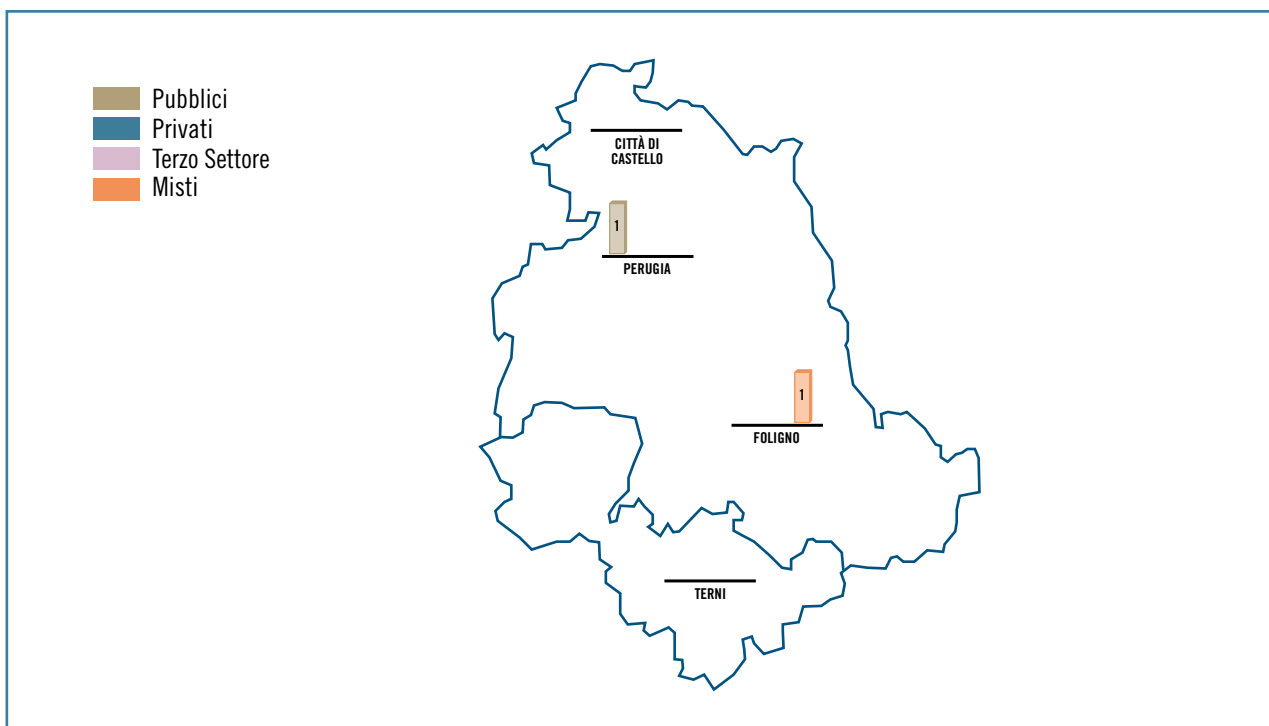 Pubblici
Privati
Terzo Settore
Misti
CITTÀ DI
CASTELLO
1
PERUGIA
1
FOLIGNO
TERNI